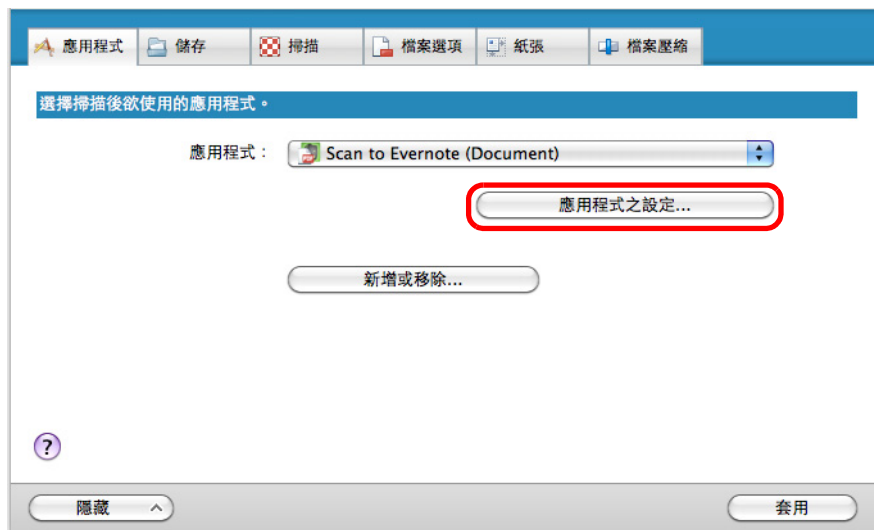 應用程式 儲存 掃描 檔案選項 紙張 檔案壓縮
選擇掃描後欲使用的應用程式。
應用程式： Scan to Evernote (Document)
應用程式之設定...
新增或移除...
?
隱藏 套用